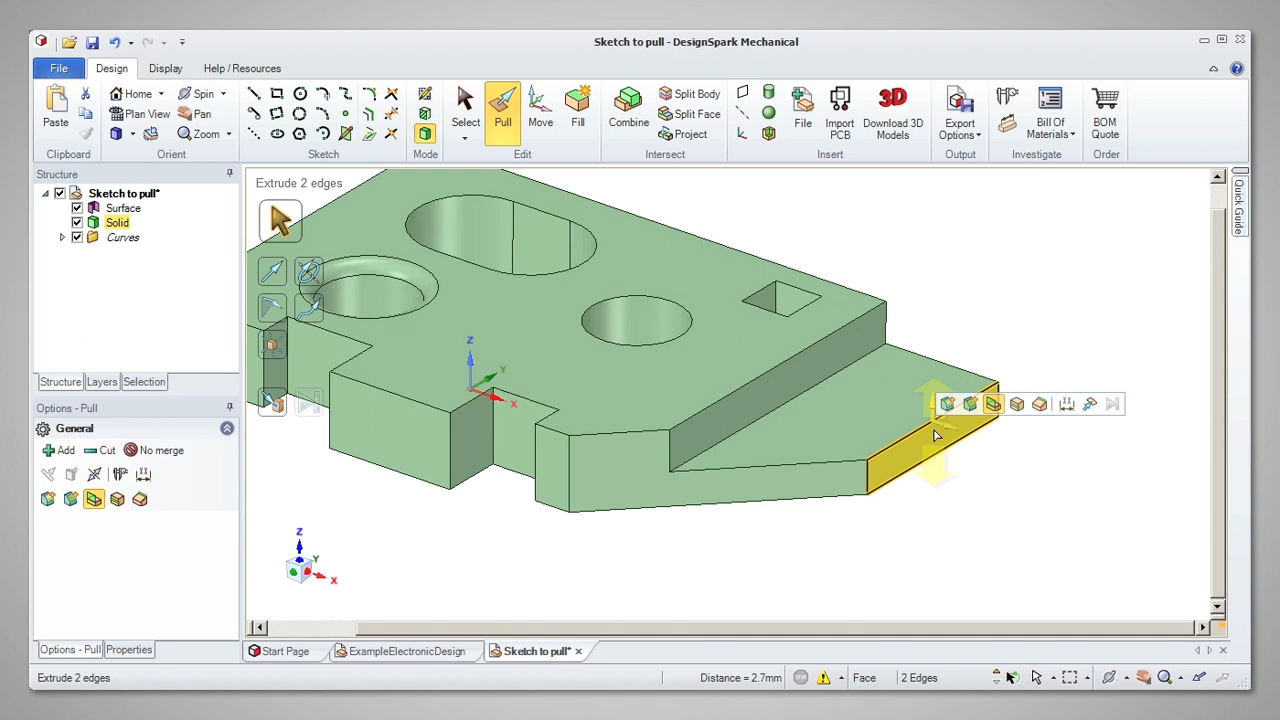 Sketch to pull - DesignSpark Mechanical
File Design Display Help / Resources
Paste
Home Spin
Plan View Pan
Zoom
Select Pull Move Fill
Combine
Split Body
Split Face
Project
File Import PCB Download 3D Models
Export Options
Bill Of Materials
BOM Quote
Clipboard Orient Sketch Mode Edit Intersect Insert Output Investigate Order
Structure
Sketch to pull*
Surface
Solid
Curves
Structure Layers Selection
Options - Pull
General
Add Cut No merge
Options - Pull Properties
Extrude 2 edges
Z
Y
X
Z
Y
X
Quick Guide
Start Page ExampleElectronicDesign Sketch to pull*
Extrude 2 edges Distance = 2.7mm Face 2 Edges